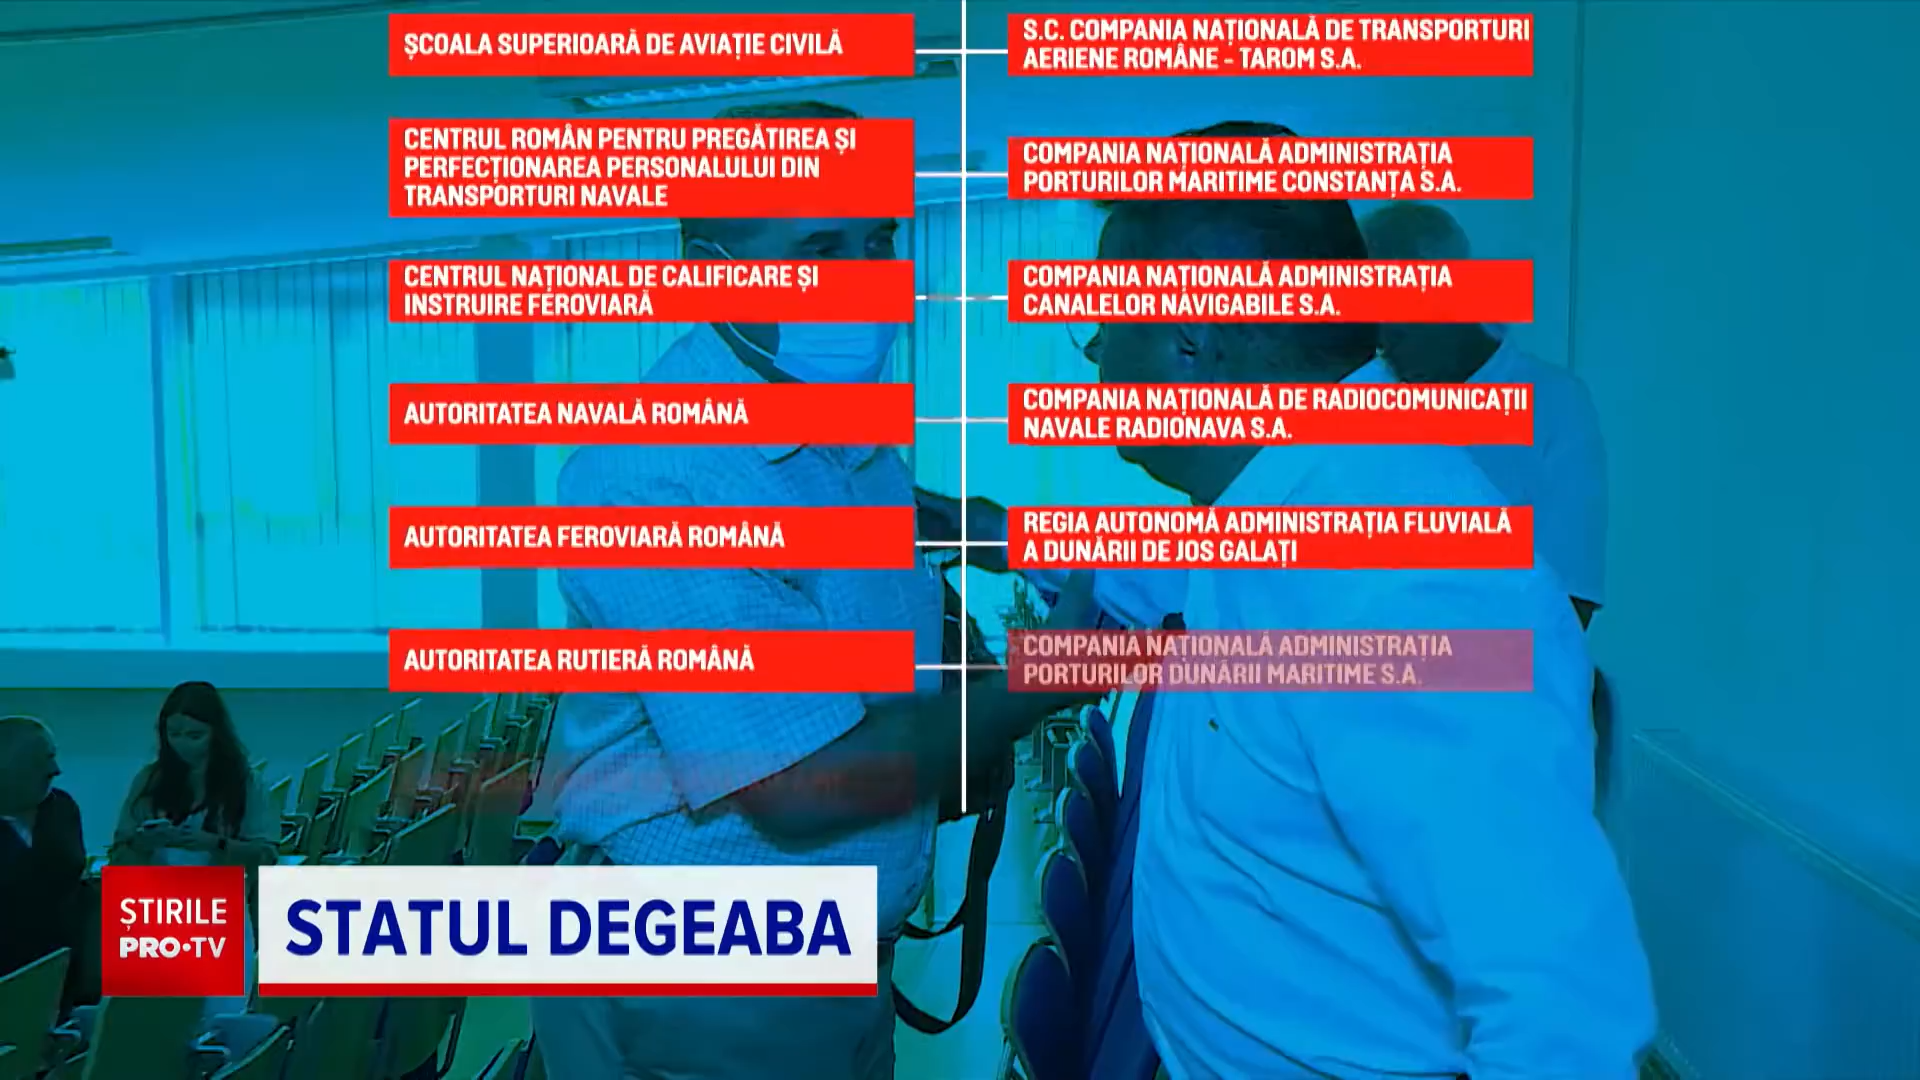 ȘCOALA SUPERIOARĂ DE AVIAȚIE CIVILĂ
CENTRUL ROMÂN PENTRU PREGĂTIREA ȘI
PERFECȚIONAREA PERSONALULUI DIN
TRANSPORTURI NAVALE
CENTRUL NAȚIONAL DE CALIFICARE ȘI
INSTRUIRE FEROVIARĂ
AUTORITATEA NAVALĂ ROMÂNĂ
AUTORITATEA FEROVIARĂ ROMÂNĂ
AUTORITATEA RUTIERĂ ROMÂNĂ
S.C. COMPANIA NAȚIONALĂ DE TRANSPORTURI
AERIENE ROMÂNE - TAROM S.A.
COMPANIA NAȚIONALĂ ADMINISTRAȚIA
PORTURILOR MARITIME CONSTANȚA S.A.
COMPANIA NAȚIONALĂ ADMINISTRAȚIA
CANALELOR NAVIGABILE S.A.
COMPANIA NAȚIONALĂ DE RADIOCOMUNICAȚII
NAVALE RADIONAVA S.A.
REGIA AUTONOMĂ ADMINISTRAȚIA FLUVIALĂ
A DUNĂRII DE JOS GALAȚI
COMPANIA NAȚIONALĂ ADMINISTRAȚIA
PORTURILOR DUNĂRII MARITIME S.A.
ȘTIRILE
PRO•TV
STATUL DEGEABA